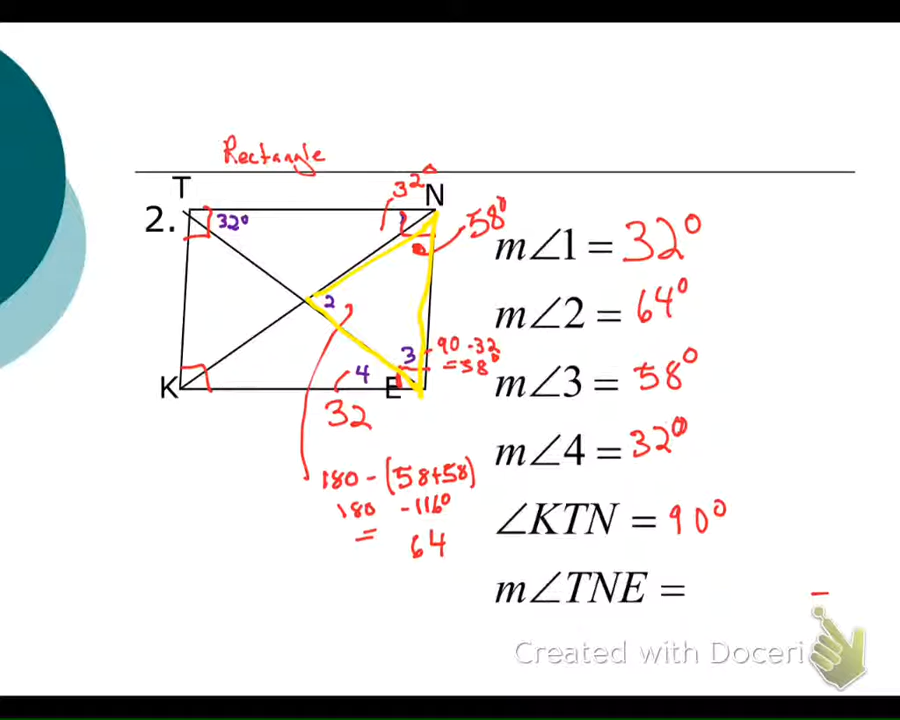 Rectangle
T
32°
N
2.
32°
1
58°
m∠1 = 32°
2
m∠2 = 64°
3
90 -32
= 58°
m∠3 = 58°
K
4
E
32
m∠4 = 32°
180 - (58+58)
180 - 116°
= 64
∠KTN = 90°
m∠TNE =
Created with Doceri